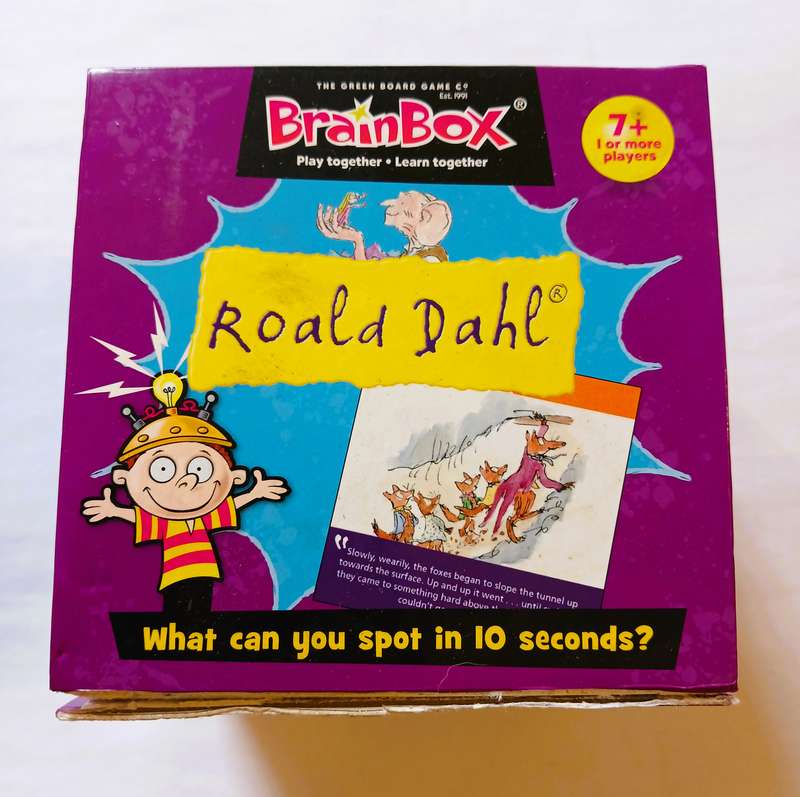 THE GREEN BOARD GAME Co
Est. 1991
BrainBox®
Play together • Learn together
7+
1 or more
players
Roald Dahl®
"Slowly, wearily, the foxes began to slope the tunnel up
towards the surface. Up and up it went . . . until
they came to something hard above
couldn't
What can you spot in 10 seconds?